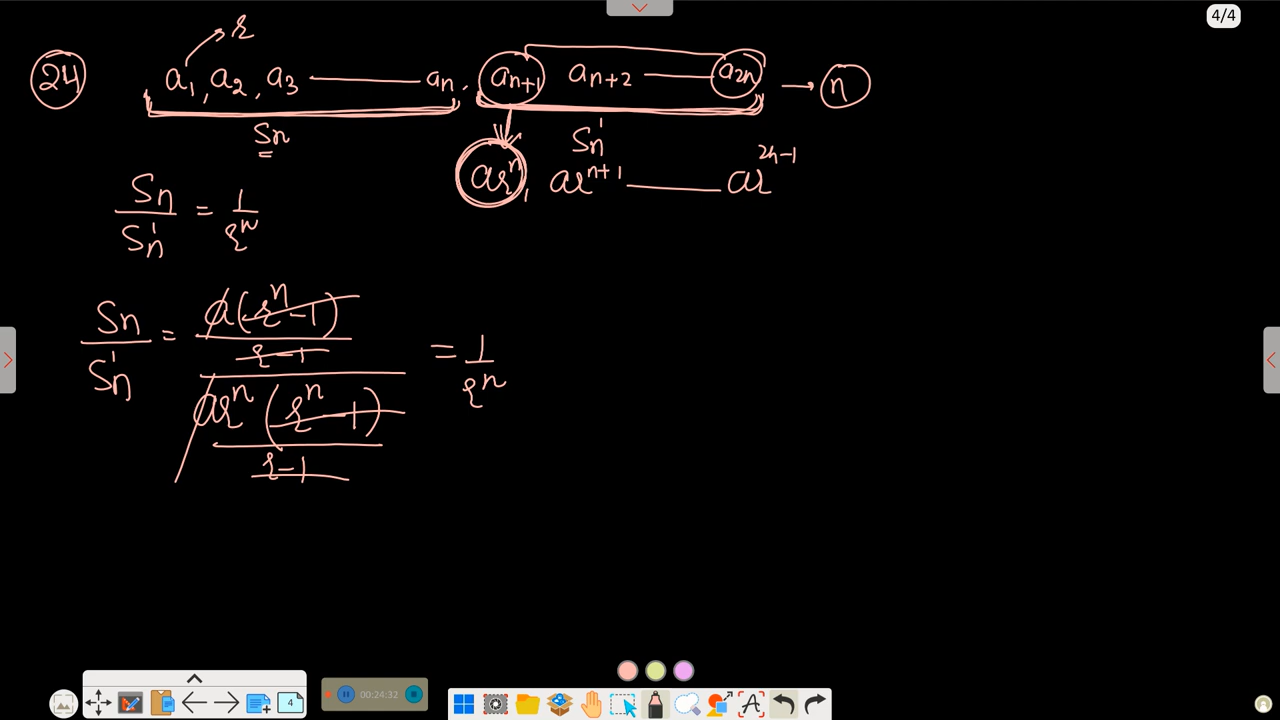 4/4
r
24 a1, a2, a3 —— an, an+1 an+2 —— a2n → n
Sn Sn'
ar^n, ar^n+1 —— ar^2n-1
Sn/Sn' = 1/r^n
Sn/Sn' = a(r^n-1)/r-1 / ar^n(r^n-1)/r-1 = 1/r^n
00:24:32
4
A